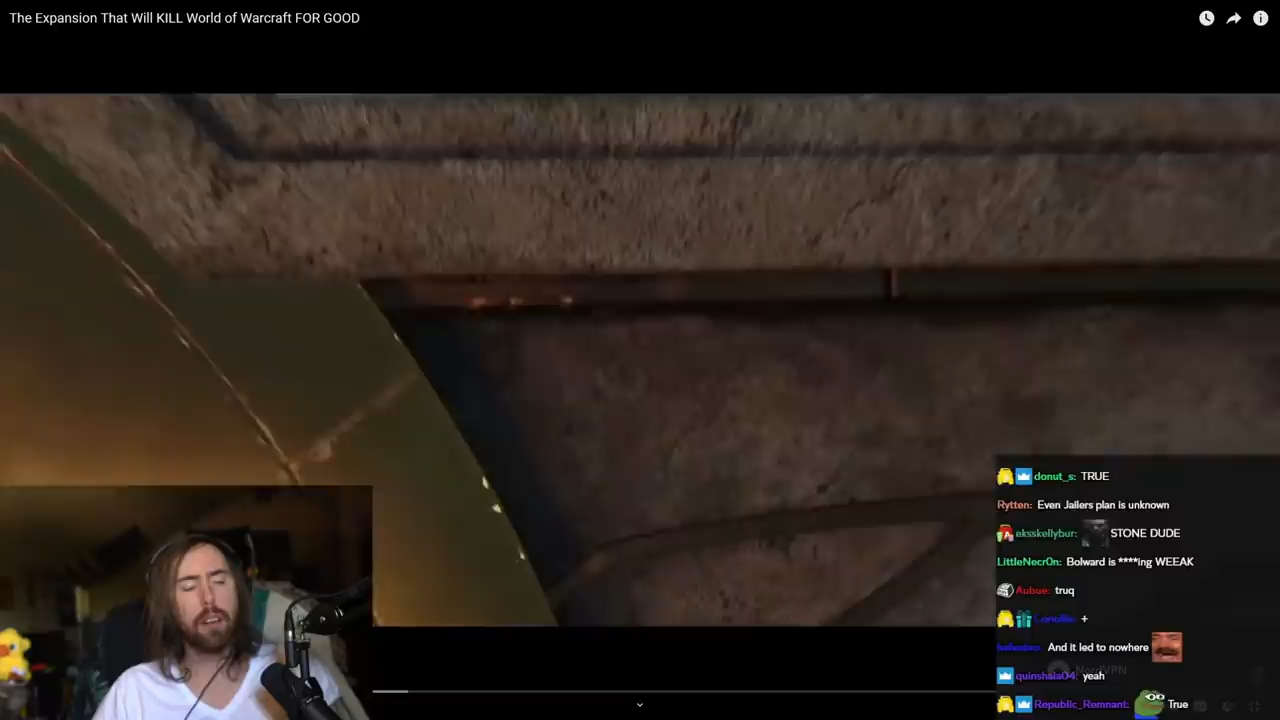 The Expansion That Will KILL World of Warcraft FOR GOOD
donut_s: TRUE
Rytten: Even Jailers plan is unknown
eksskellybur: STONE DUDE
LittleNecr0n: Bolward is ****ing WEEAK
Aubue: truq
+
And it led to nowhere
NordVPN
quinshala04: yeah
Republic_Remnant: True